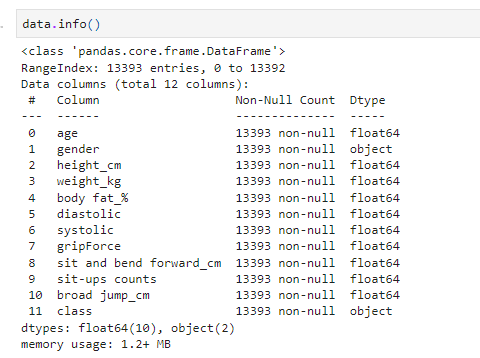 data.info()
<class 'pandas.core.frame.DataFrame'>
RangeIndex: 13393 entries, 0 to 13392
Data columns (total 12 columns):
 #   Column                   Non-Null Count  Dtype
---  ------                   --------------  -----
 0   age                      13393 non-null  float64
 1   gender                   13393 non-null  object
 2   height_cm                13393 non-null  float64
 3   weight_kg                13393 non-null  float64
 4   body fat_%               13393 non-null  float64
 5   diastolic                13393 non-null  float64
 6   systolic                 13393 non-null  float64
 7   gripForce                13393 non-null  float64
 8   sit and bend forward_cm  13393 non-null  float64
 9   sit-ups counts           13393 non-null  float64
 10  broad jump_cm            13393 non-null  float64
 11  class                    13393 non-null  object
dtypes: float64(10), object(2)
memory usage: 1.2+ MB